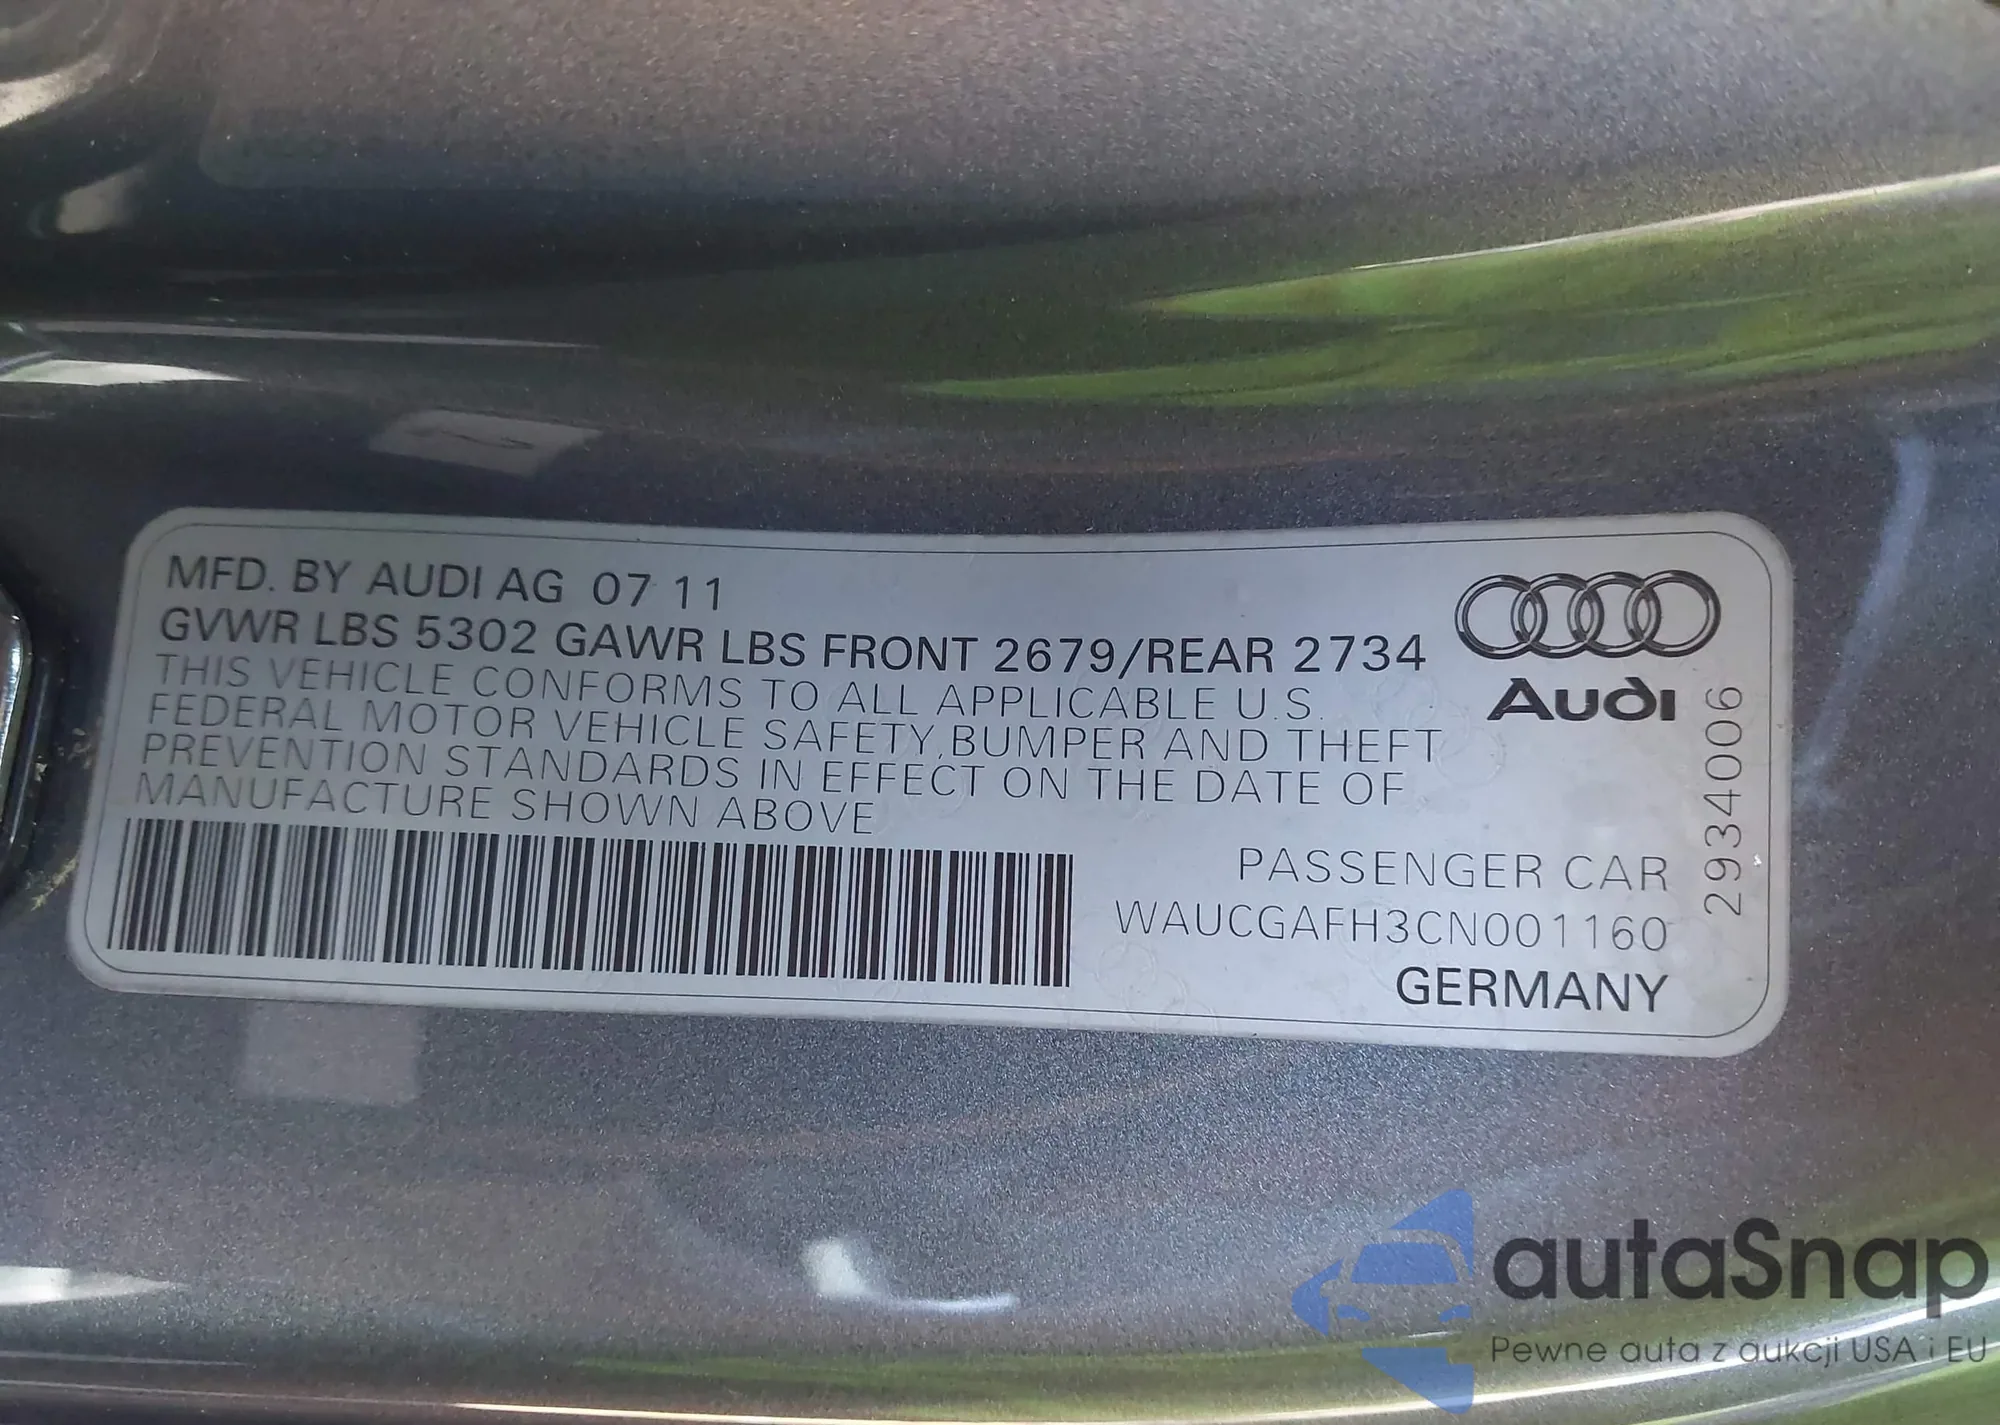 MFD. BY AUDI AG 07 11
GVWR LBS 5302 GAWR LBS FRONT 2679/REAR 2734
THIS VEHICLE CONFORMS TO ALL APPLICABLE U.S.
FEDERAL MOTOR VEHICLE SAFETY,BUMPER AND THEFT
PREVENTION STANDARDS IN EFFECT ON THE DATE OF
MANUFACTURE SHOWN ABOVE
Audi
2934006
PASSENGER CAR
WAUCGAFH3CN001160
GERMANY
autaSnap
Pewne auta z aukcji USA i EU